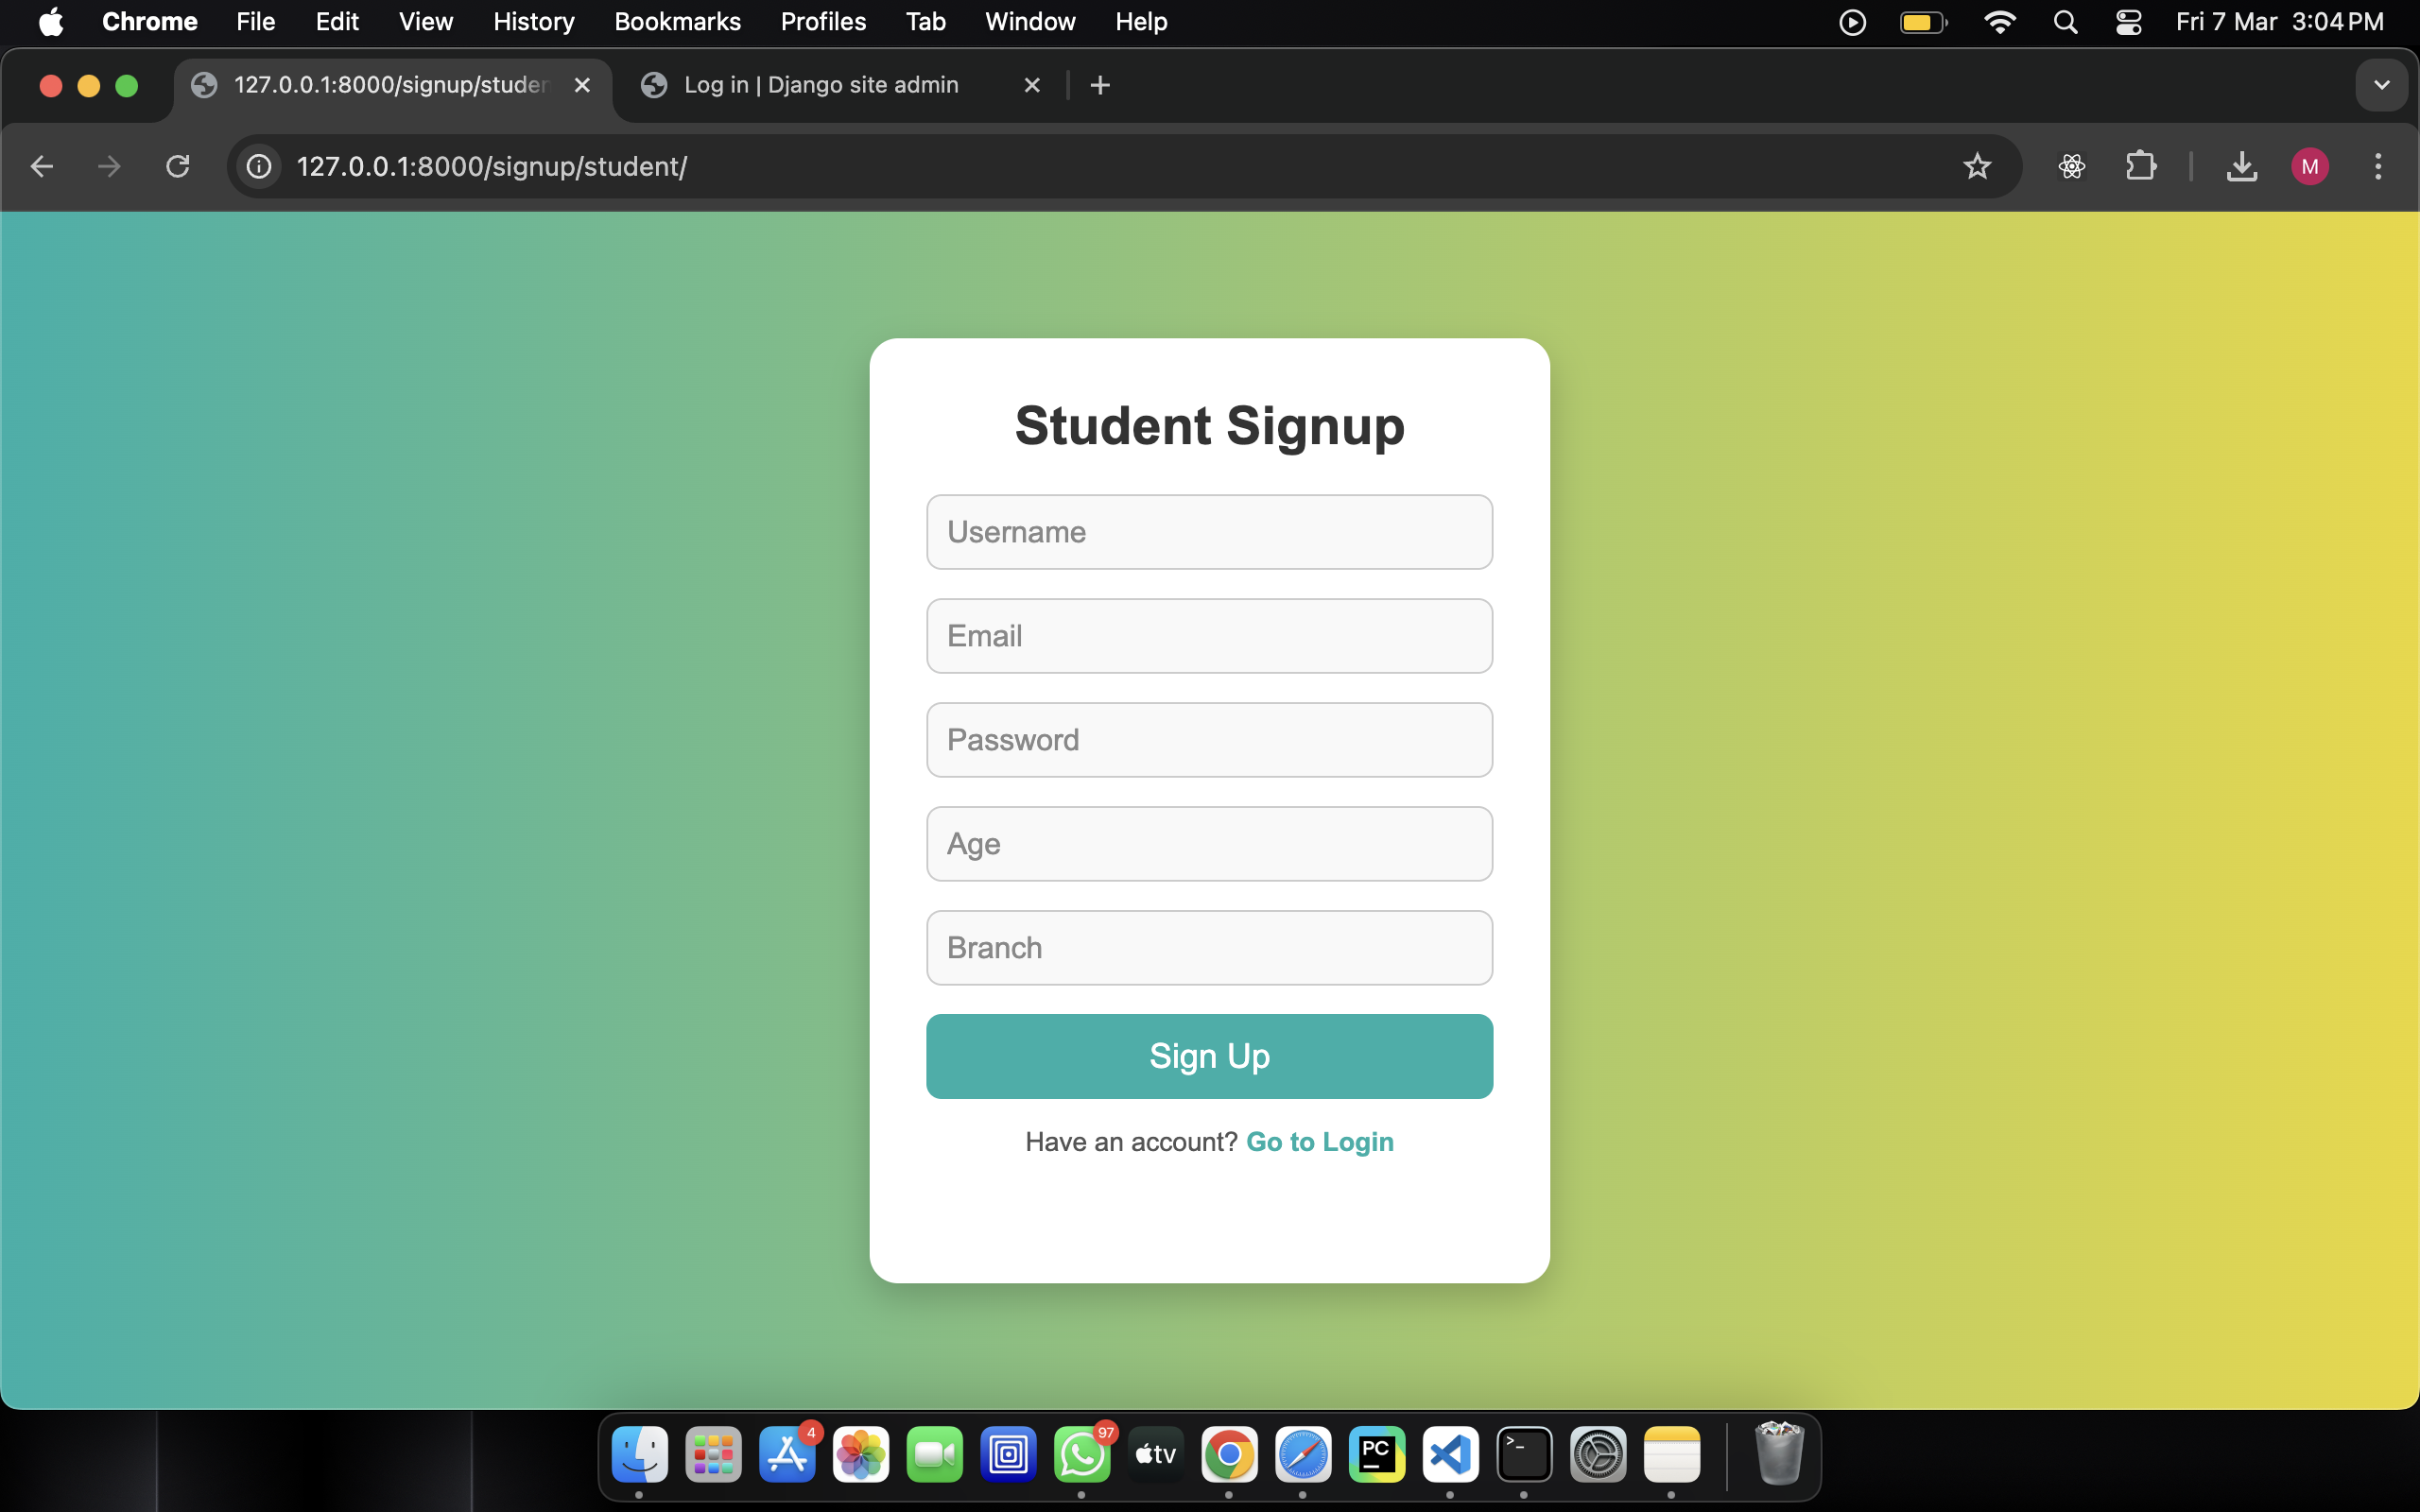 Chrome File Edit View History Bookmarks Profiles Tab Window Help Fri 7 Mar 3:04 PM
127.0.0.1:8000/signup/studen Log in | Django site admin
127.0.0.1:8000/signup/student/ M
Student Signup
Username
Email
Password
Age
Branch
Sign Up
Have an account? Go to Login
4 97 tv PC >_